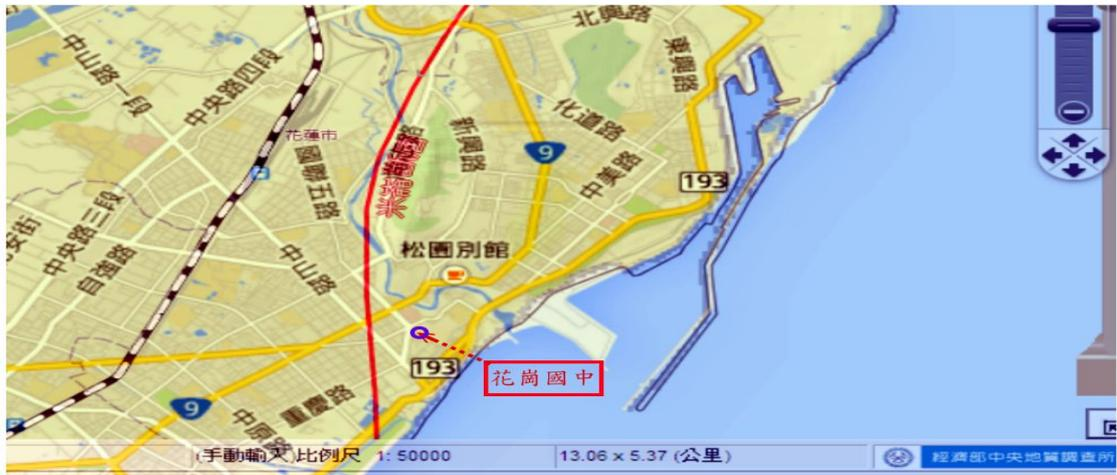 北興路
東興路
中山路一段
中央路四段
化道路
花蓮市
新興路
9
國聯五路
中美路
193
中央路三段
自強路
松園別館
中山路
193
花崗國中
9
重慶路
(手動輸入)比例尺 1: 50000
13.06 x 5.37 (公里)
經濟部中央地質調查所